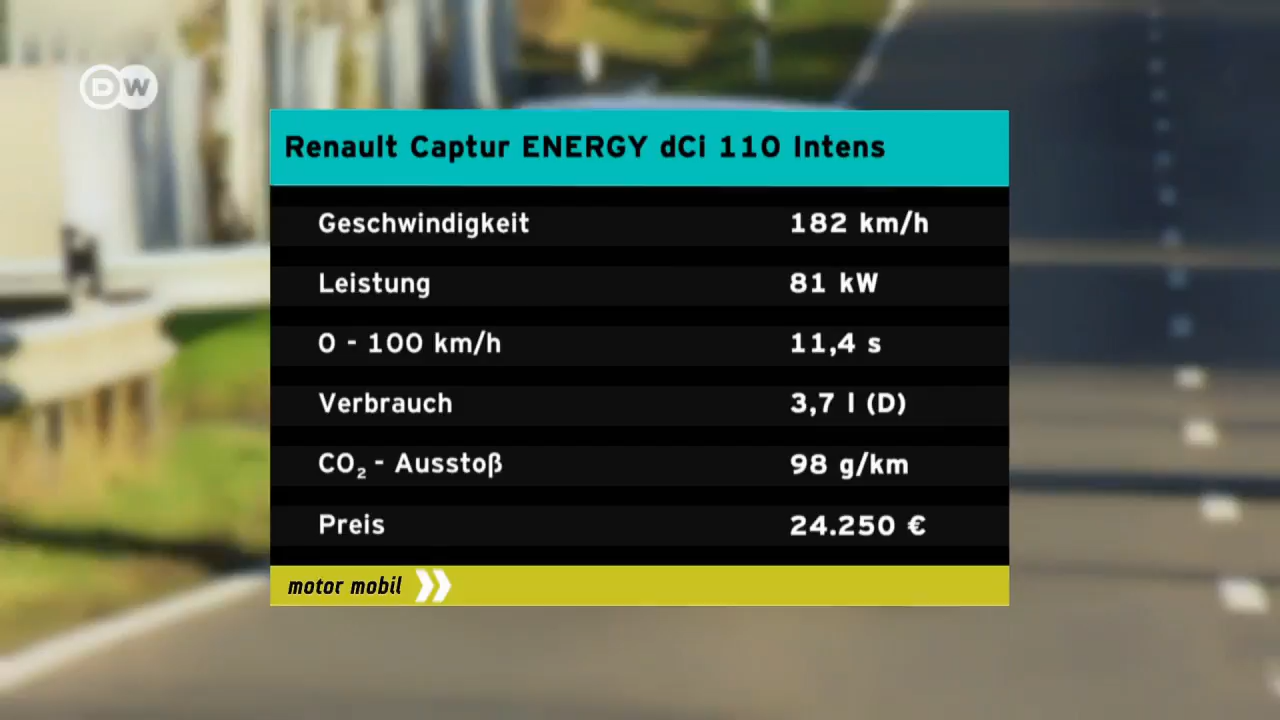 DW
Renault Captur ENERGY dCi 110 Intens
Geschwindigkeit 182 km/h
Leistung 81 kW
0 - 100 km/h 11,4 s
Verbrauch 3,7 l (D)
CO₂ - Ausstoß 98 g/km
Preis 24.250 €
motor mobil